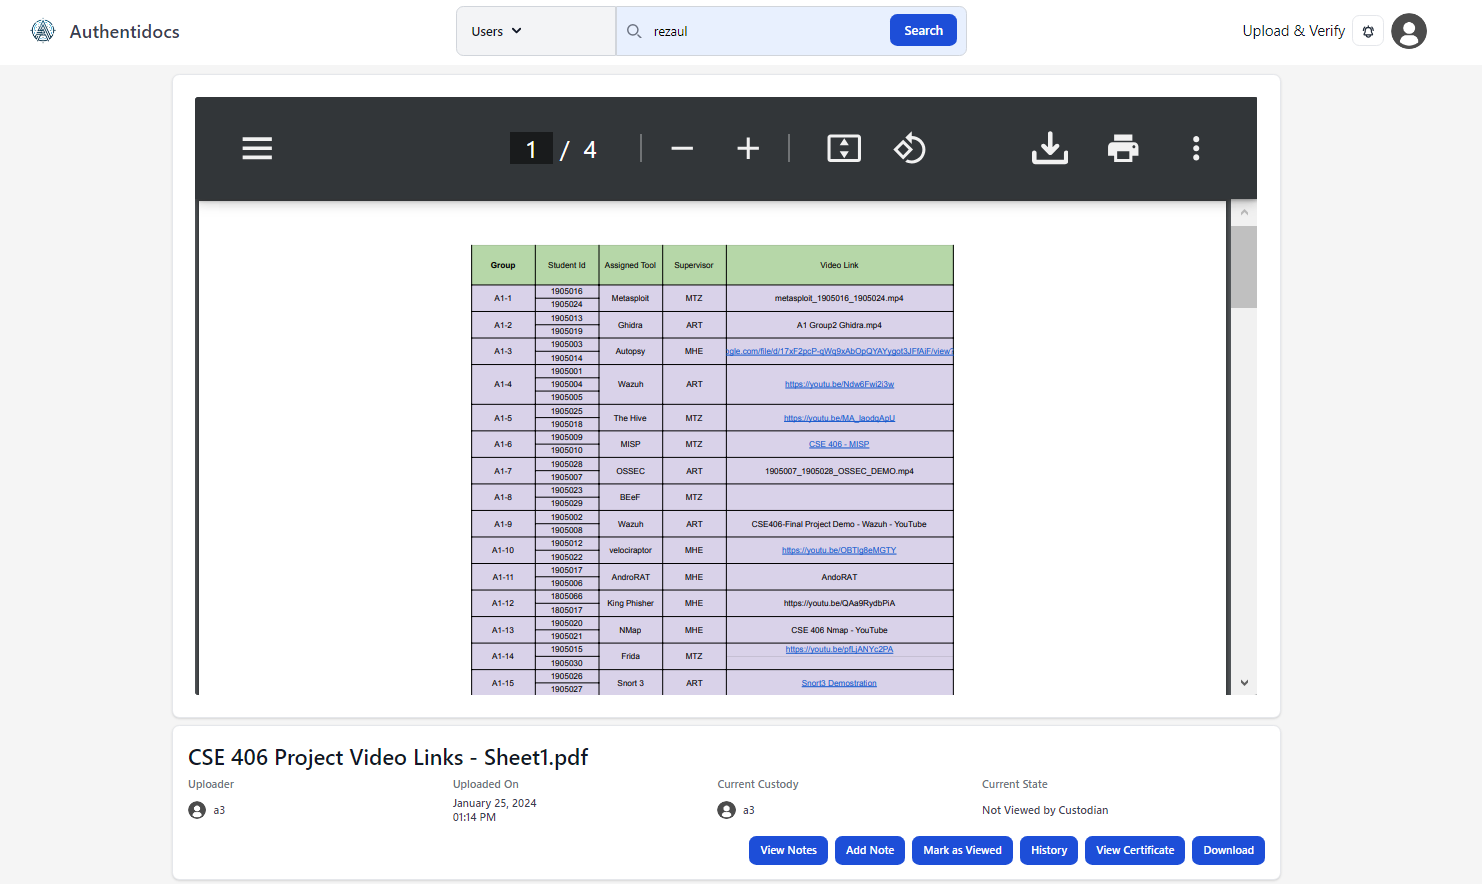 Authentidocs
Users
rezaul
Search
Upload & Verify
1 / 4
Group Student Id Assigned Tool Supervisor Video Link
A1-1 1905016 1905024 Metasploit MTZ metasploit_1905016_1905024.mp4
A1-2 1905013 1905019 Ghidra ART A1 Group2 Ghidra.mp4
A1-3 1905003 1905014 Autopsy MHE
A1-4 1905001 1905004 1905005 Wazuh ART https://youtu.be/Ndw6Fwi2i3w
A1-5 1905025 1905018 The Hive MTZ https://youtu.be/MA_IaodqApU
A1-6 1905009 1905010 MISP MTZ CSE 406 - MISP
A1-7 1905028 1905007 OSSEC ART 1905007_1905028_OSSEC_DEMO.mp4
A1-8 1905023 1905029 BEeF MTZ
A1-9 1905002 1905008 Wazuh ART CSE406-Final Project Demo - Wazuh - YouTube
A1-10 1905012 1905022 velociraptor MHE https://youtu.be/OBTlg8eMGTY
A1-11 1905017 1905006 AndroRAT MHE AndoRAT
A1-12 1805066 1805017 King Phisher MHE https://youtu.be/QAa9RydbPiA
A1-13 1905020 1905021 NMap MHE CSE 406 Nmap - YouTube
A1-14 1905015 1905030 Frida MTZ https://youtu.be/pfLjANYc2PA
A1-15 1905026 1905027 Snort 3 ART Snort3 Demostration
CSE 406 Project Video Links - Sheet1.pdf
Uploader Uploaded On Current Custody Current State
a3 January 25, 2024 01:14 PM a3 Not Viewed by Custodian
View Notes Add Note Mark as Viewed History View Certificate Download